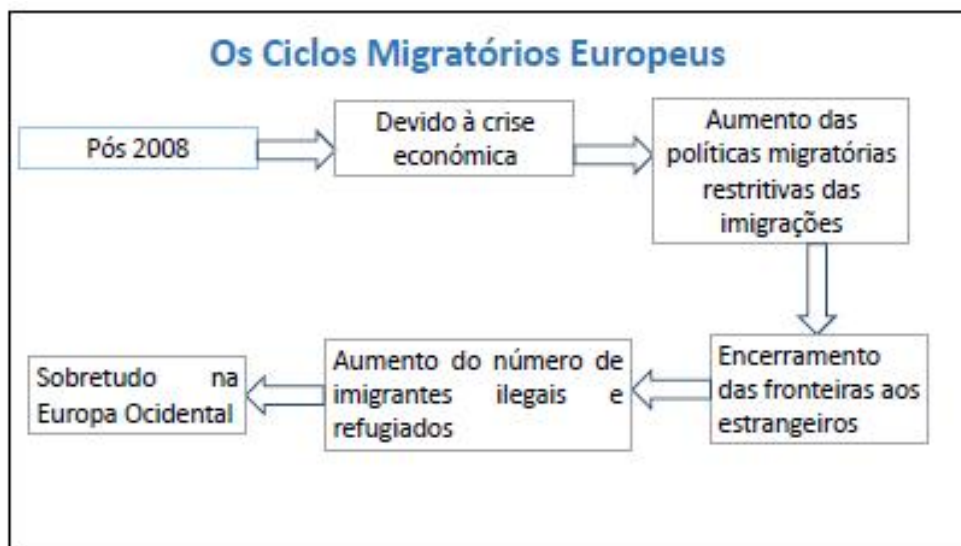 Os Ciclos Migratórios Europeus
Pós 2008
Devido à crise
económica
Aumento das
políticas migratórias
restritivas das
imigrações
Encerramento
das fronteiras aos
estrangeiros
Aumento do número de
imigrantes ilegais e
refugiados
Sobretudo na
Europa Ocidental